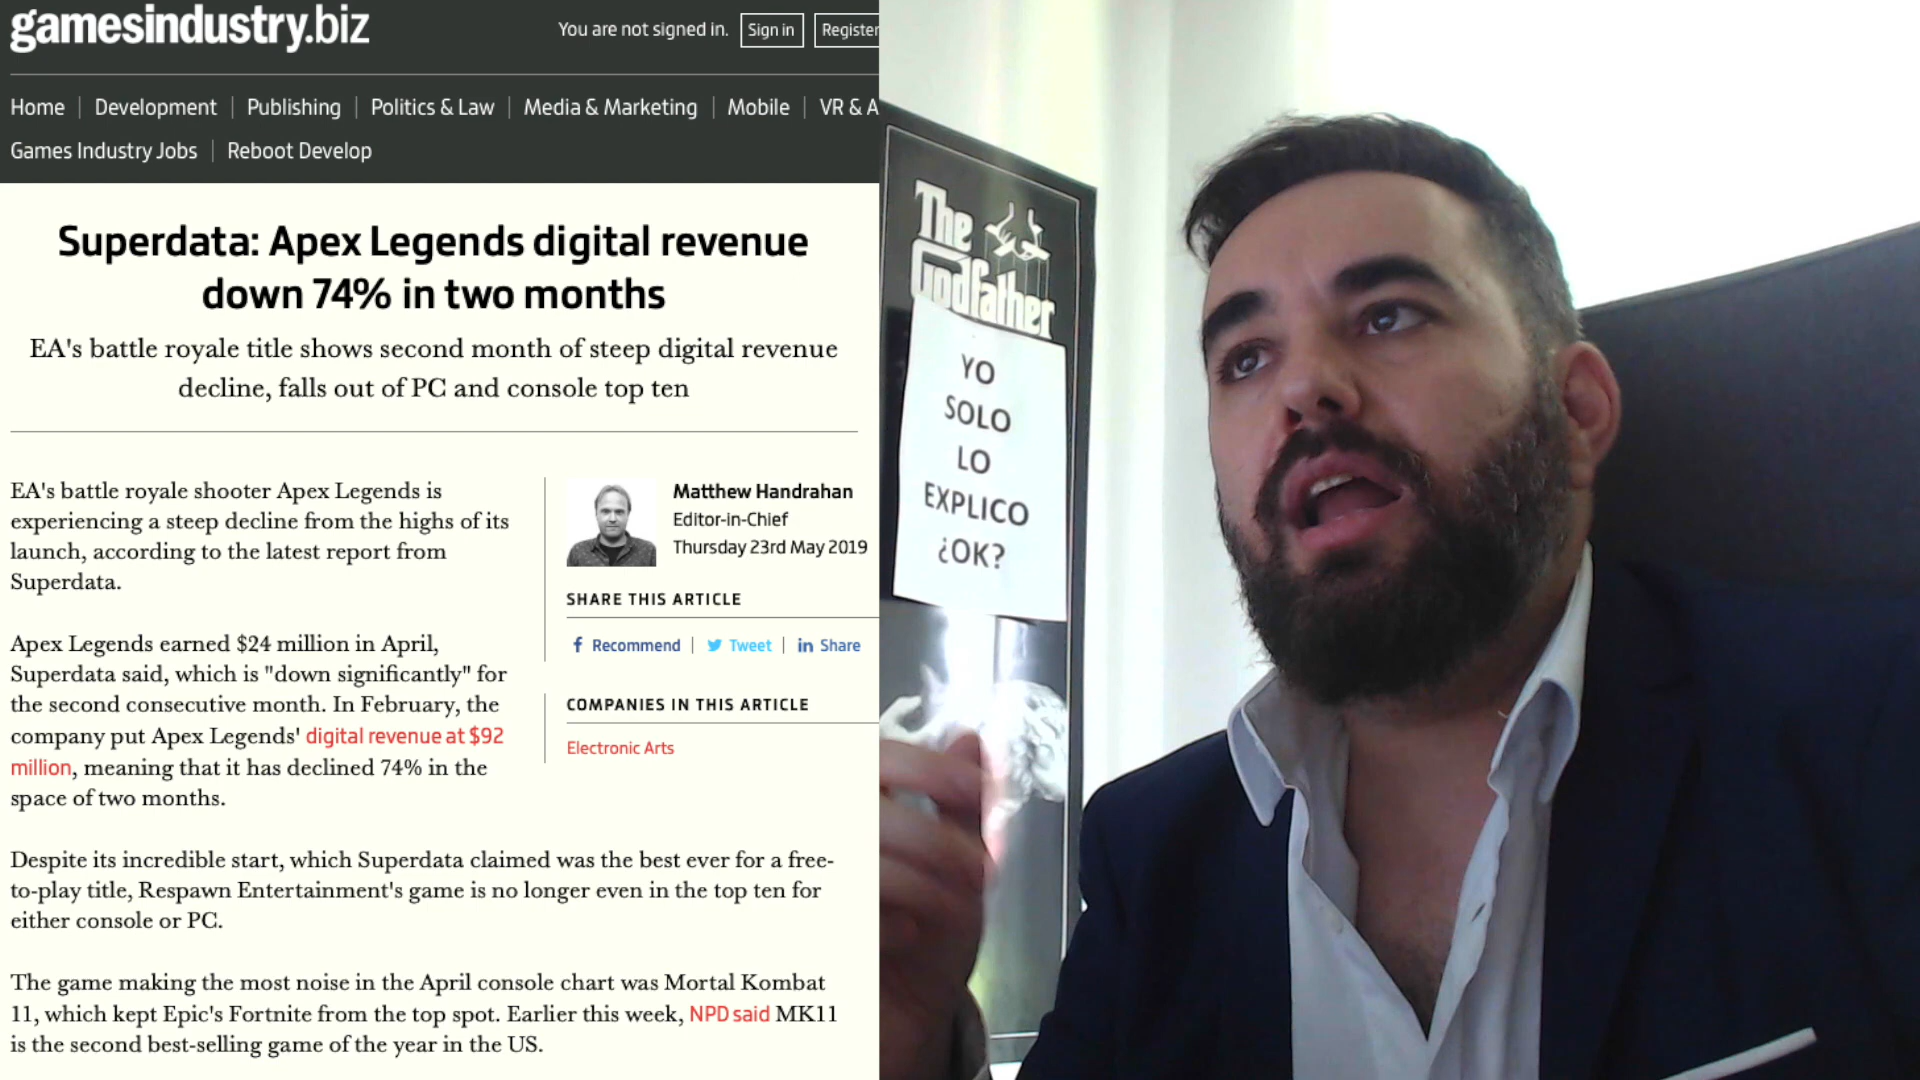 gamesindustry.biz
You are not signed in. Sign in Register
Home | Development | Publishing | Politics & Law | Media & Marketing | Mobile | VR & A
Games Industry Jobs | Reboot Develop
Superdata: Apex Legends digital revenue
down 74% in two months
EA's battle royale title shows second month of steep digital revenue
decline, falls out of PC and console top ten
EA's battle royale shooter Apex Legends is
experiencing a steep decline from the highs of its
launch, according to the latest report from
Superdata.
Apex Legends earned $24 million in April,
Superdata said, which is "down significantly" for
the second consecutive month. In February, the
company put Apex Legends' digital revenue at $92
million, meaning that it has declined 74% in the
space of two months.
Matthew Handrahan
Editor-in-Chief
Thursday 23rd May 2019
SHARE THIS ARTICLE
Recommend | Tweet | in Share
COMPANIES IN THIS ARTICLE
Electronic Arts
Despite its incredible start, which Superdata claimed was the best ever for a free-
to-play title, Respawn Entertainment's game is no longer even in the top ten for
either console or PC.
The game making the most noise in the April console chart was Mortal Kombat
11, which kept Epic's Fortnite from the top spot. Earlier this week, NPD said MK11
is the second best-selling game of the year in the US.
The
Godfather
YO
SOLO
LO
EXPLICO
¿OK?